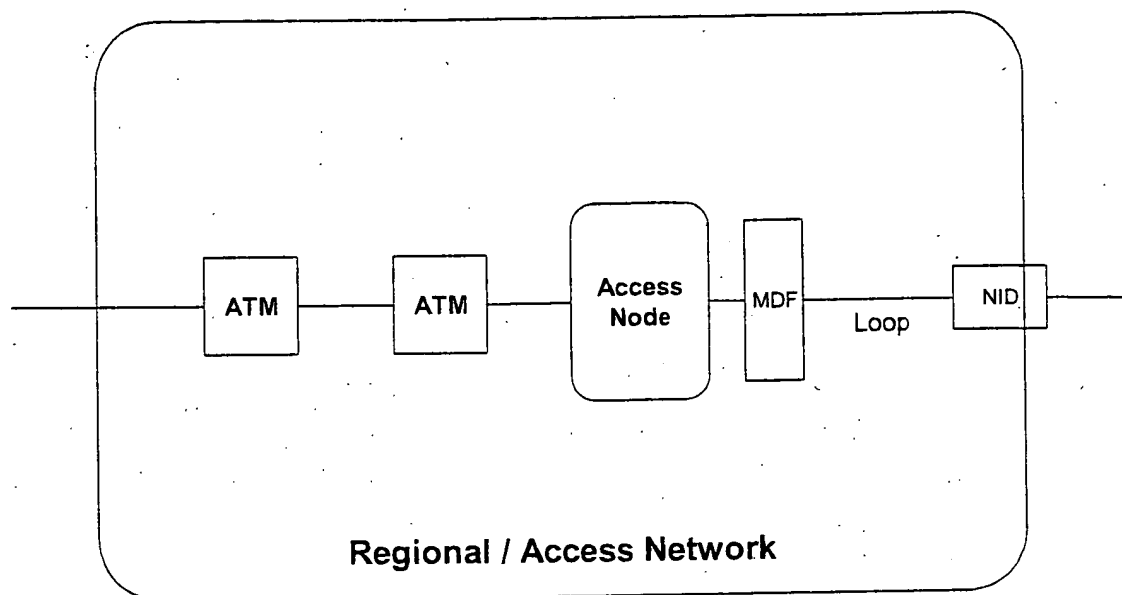 ATM
ATM
Access
Node
MDF
Loop
NID
Regional / Access Network